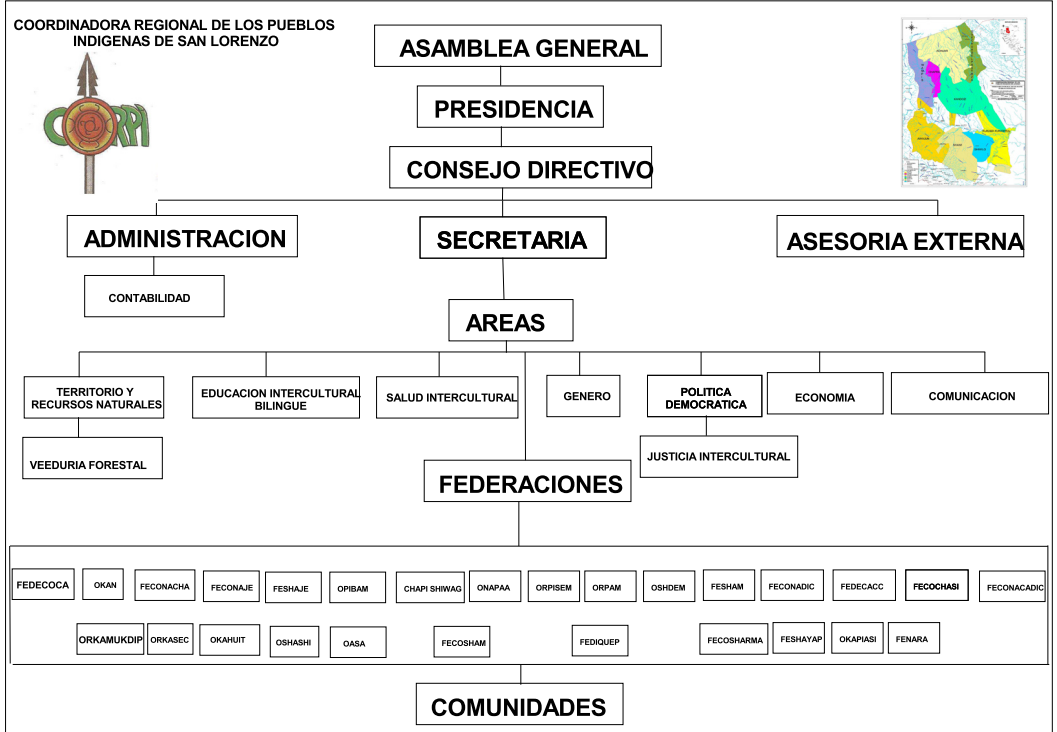 COORDINADORA REGIONAL DE LOS PUEBLOS
INDIGENAS DE SAN LORENZO
CORPI
ASAMBLEA GENERAL
PRESIDENCIA
CONSEJO DIRECTIVO
ADMINISTRACION
SECRETARIA
ASESORIA EXTERNA
CONTABILIDAD
AREAS
TERRITORIO Y
RECURSOS NATURALES
EDUCACION INTERCULTURAL
BILINGUE
SALUD INTERCULTURAL
GENERO
POLITICA
DEMOCRATICA
ECONOMIA
COMUNICACION
VEEDURIA FORESTAL
JUSTICIA INTERCULTURAL
FEDERACIONES
FEDECOCA
OKAN
FECONACHA
FECONAJE
FESHAJE
OPIBAM
CHAPI SHIWAG
ONAPAA
ORPISEM
ORPAM
OSHDEM
FESHAM
FECONADIC
FEDECACC
FECOCHASI
FECONACADIC
ORKAMUKDIP
ORKASEC
OKAHUIT
OSHASHI
OASA
FECOSHAM
FEDIQUEP
FECOSHARMA
FESHAYAP
OKAPIASI
FENARA
COMUNIDADES